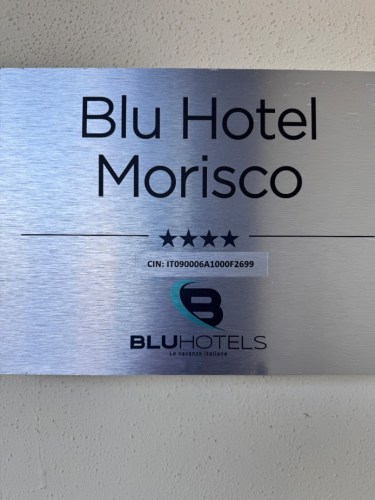 Blu Hotel
Morisco
★★★★
CIN: IT090006A1000F2699
B
BLUHOTELS
Le vacanze italiane